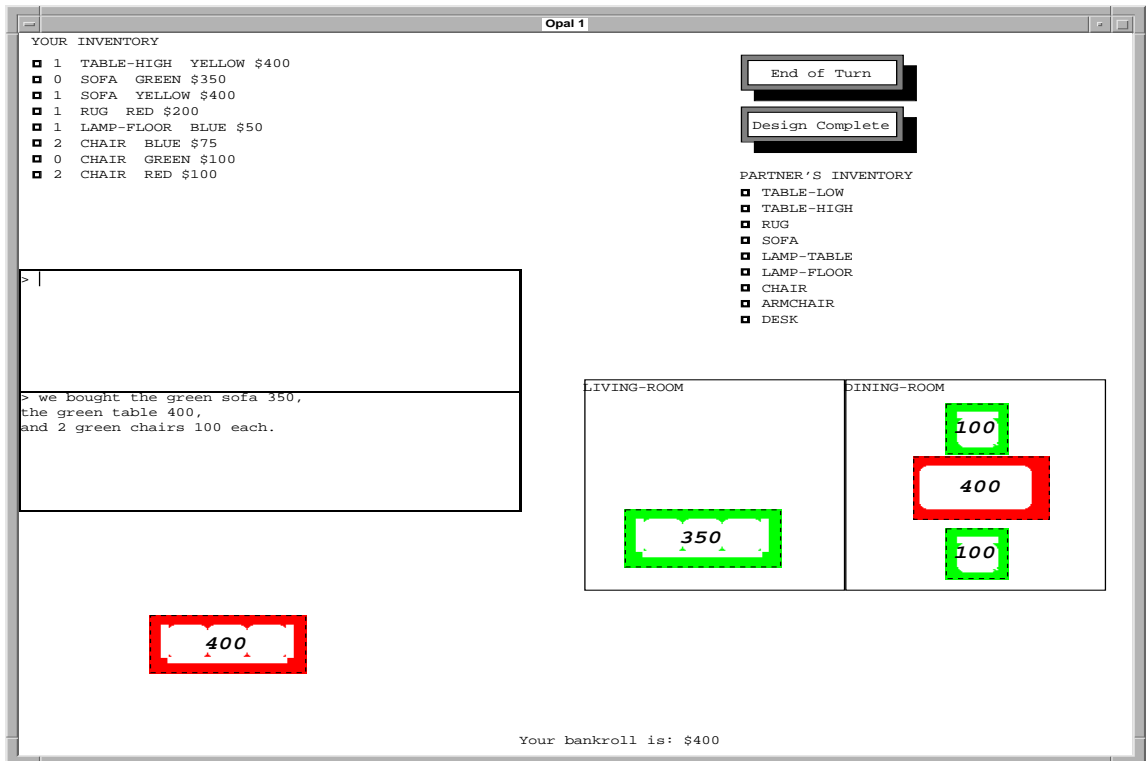 Opal 1
YOUR INVENTORY
1 TABLE-HIGH YELLOW $400
0 SOFA GREEN $350
1 SOFA YELLOW $400
1 RUG RED $200
1 LAMP-FLOOR BLUE $50
2 CHAIR BLUE $75
0 CHAIR GREEN $100
2 CHAIR RED $100
End of Turn
Design Complete
PARTNER'S INVENTORY
TABLE-LOW
TABLE-HIGH
RUG
SOFA
LAMP-TABLE
LAMP-FLOOR
CHAIR
ARMCHAIR
DESK
> |
> we bought the green sofa 350,
the green table 400,
and 2 green chairs 100 each.
LIVING-ROOM
350
DINING-ROOM
100
400
100
400
Your bankroll is: $400